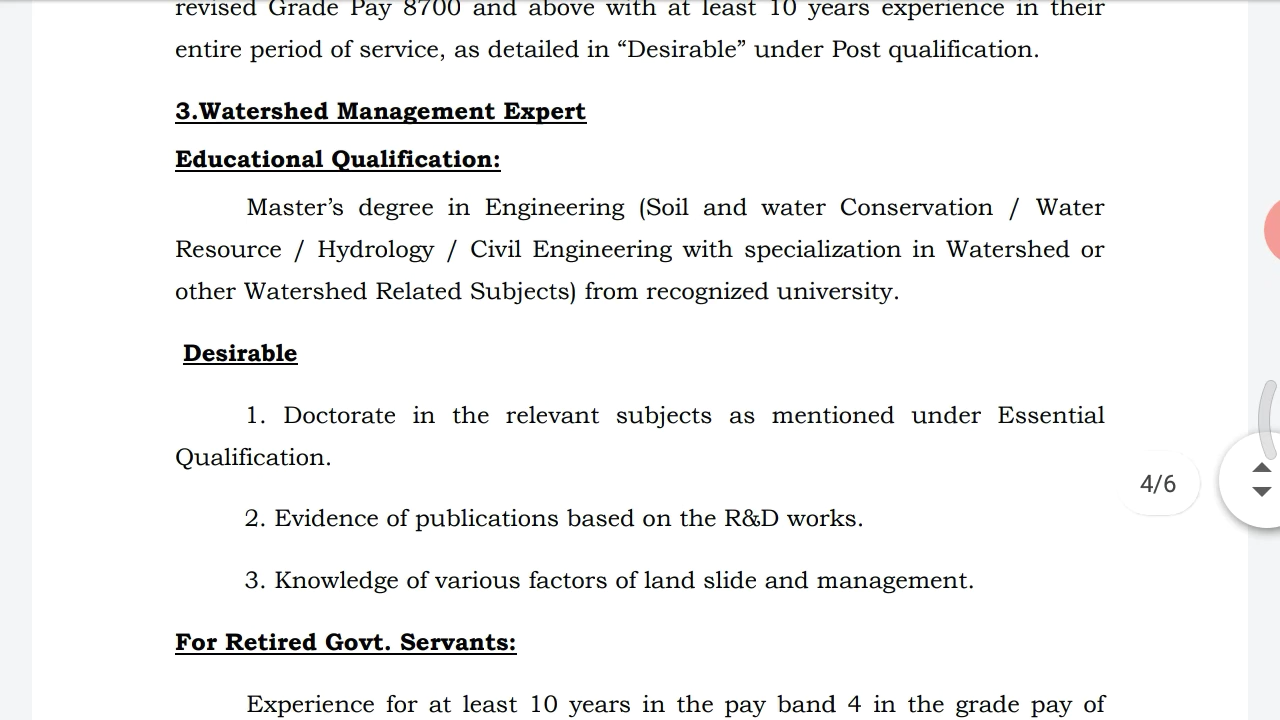 revised Grade Pay 8700 and above with at least 10 years experience in their
entire period of service, as detailed in “Desirable” under Post qualification.
3.Watershed Management Expert
Educational Qualification:
Master’s degree in Engineering (Soil and water Conservation / Water
Resource / Hydrology / Civil Engineering with specialization in Watershed or
other Watershed Related Subjects) from recognized university.
Desirable
1. Doctorate in the relevant subjects as mentioned under Essential
Qualification.
4/6
2. Evidence of publications based on the R&D works.
3. Knowledge of various factors of land slide and management.
For Retired Govt. Servants:
Experience for at least 10 years in the pay band 4 in the grade pay of